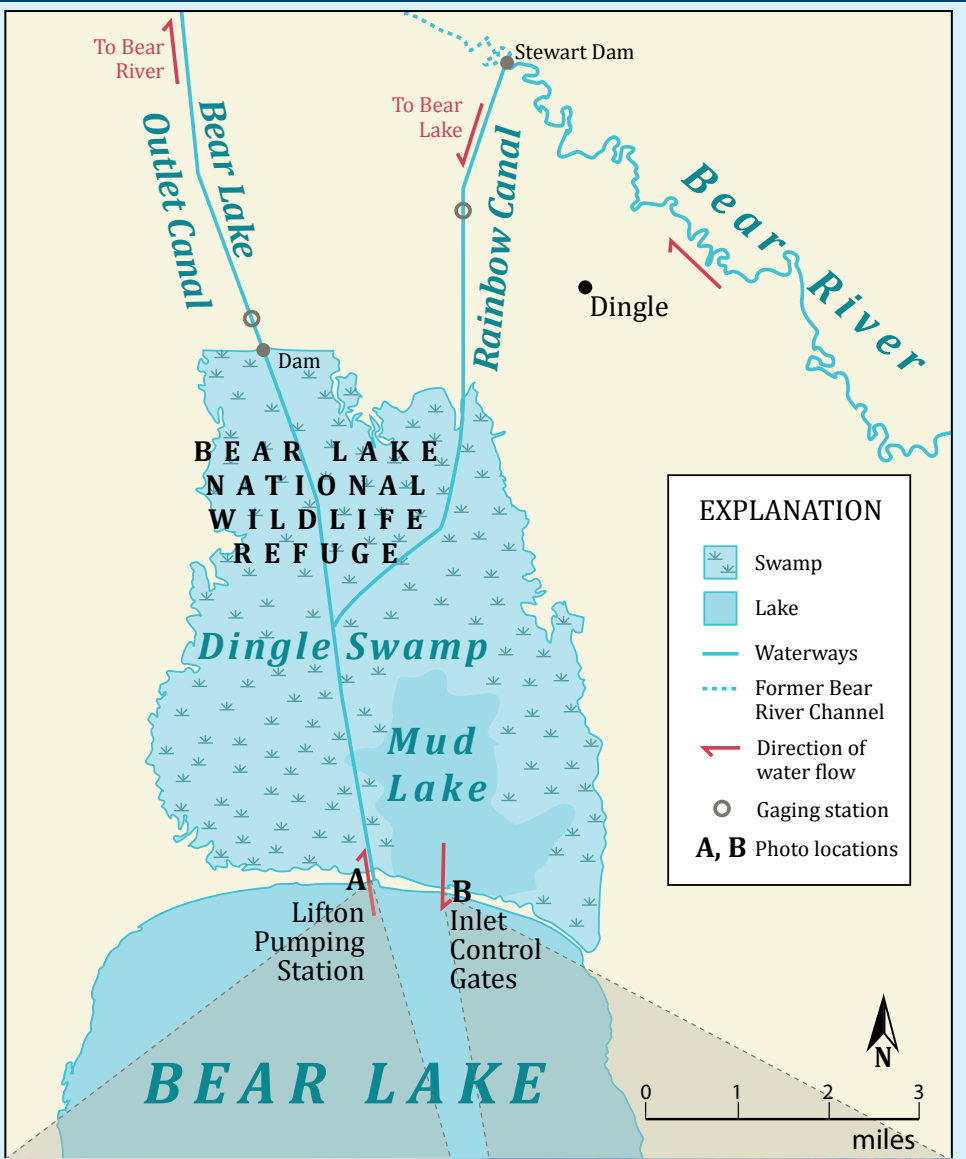 To Bear
River
Bear Lake
Outlet Canal
Stewart Dam
To Bear
Lake
Rainbow Canal
Bear River
Dingle
Dam
BEAR LAKE
NATIONAL
WILDLIFE
REFUGE
Dingle Swamp
Mud
Lake
EXPLANATION
Swamp
Lake
Waterways
Former Bear
River Channel
Direction of
water flow
Gaging station
A, B Photo locations
A
Lifton
Pumping
Station
B
Inlet
Control
Gates
BEAR LAKE
N
0 1 2 3
miles